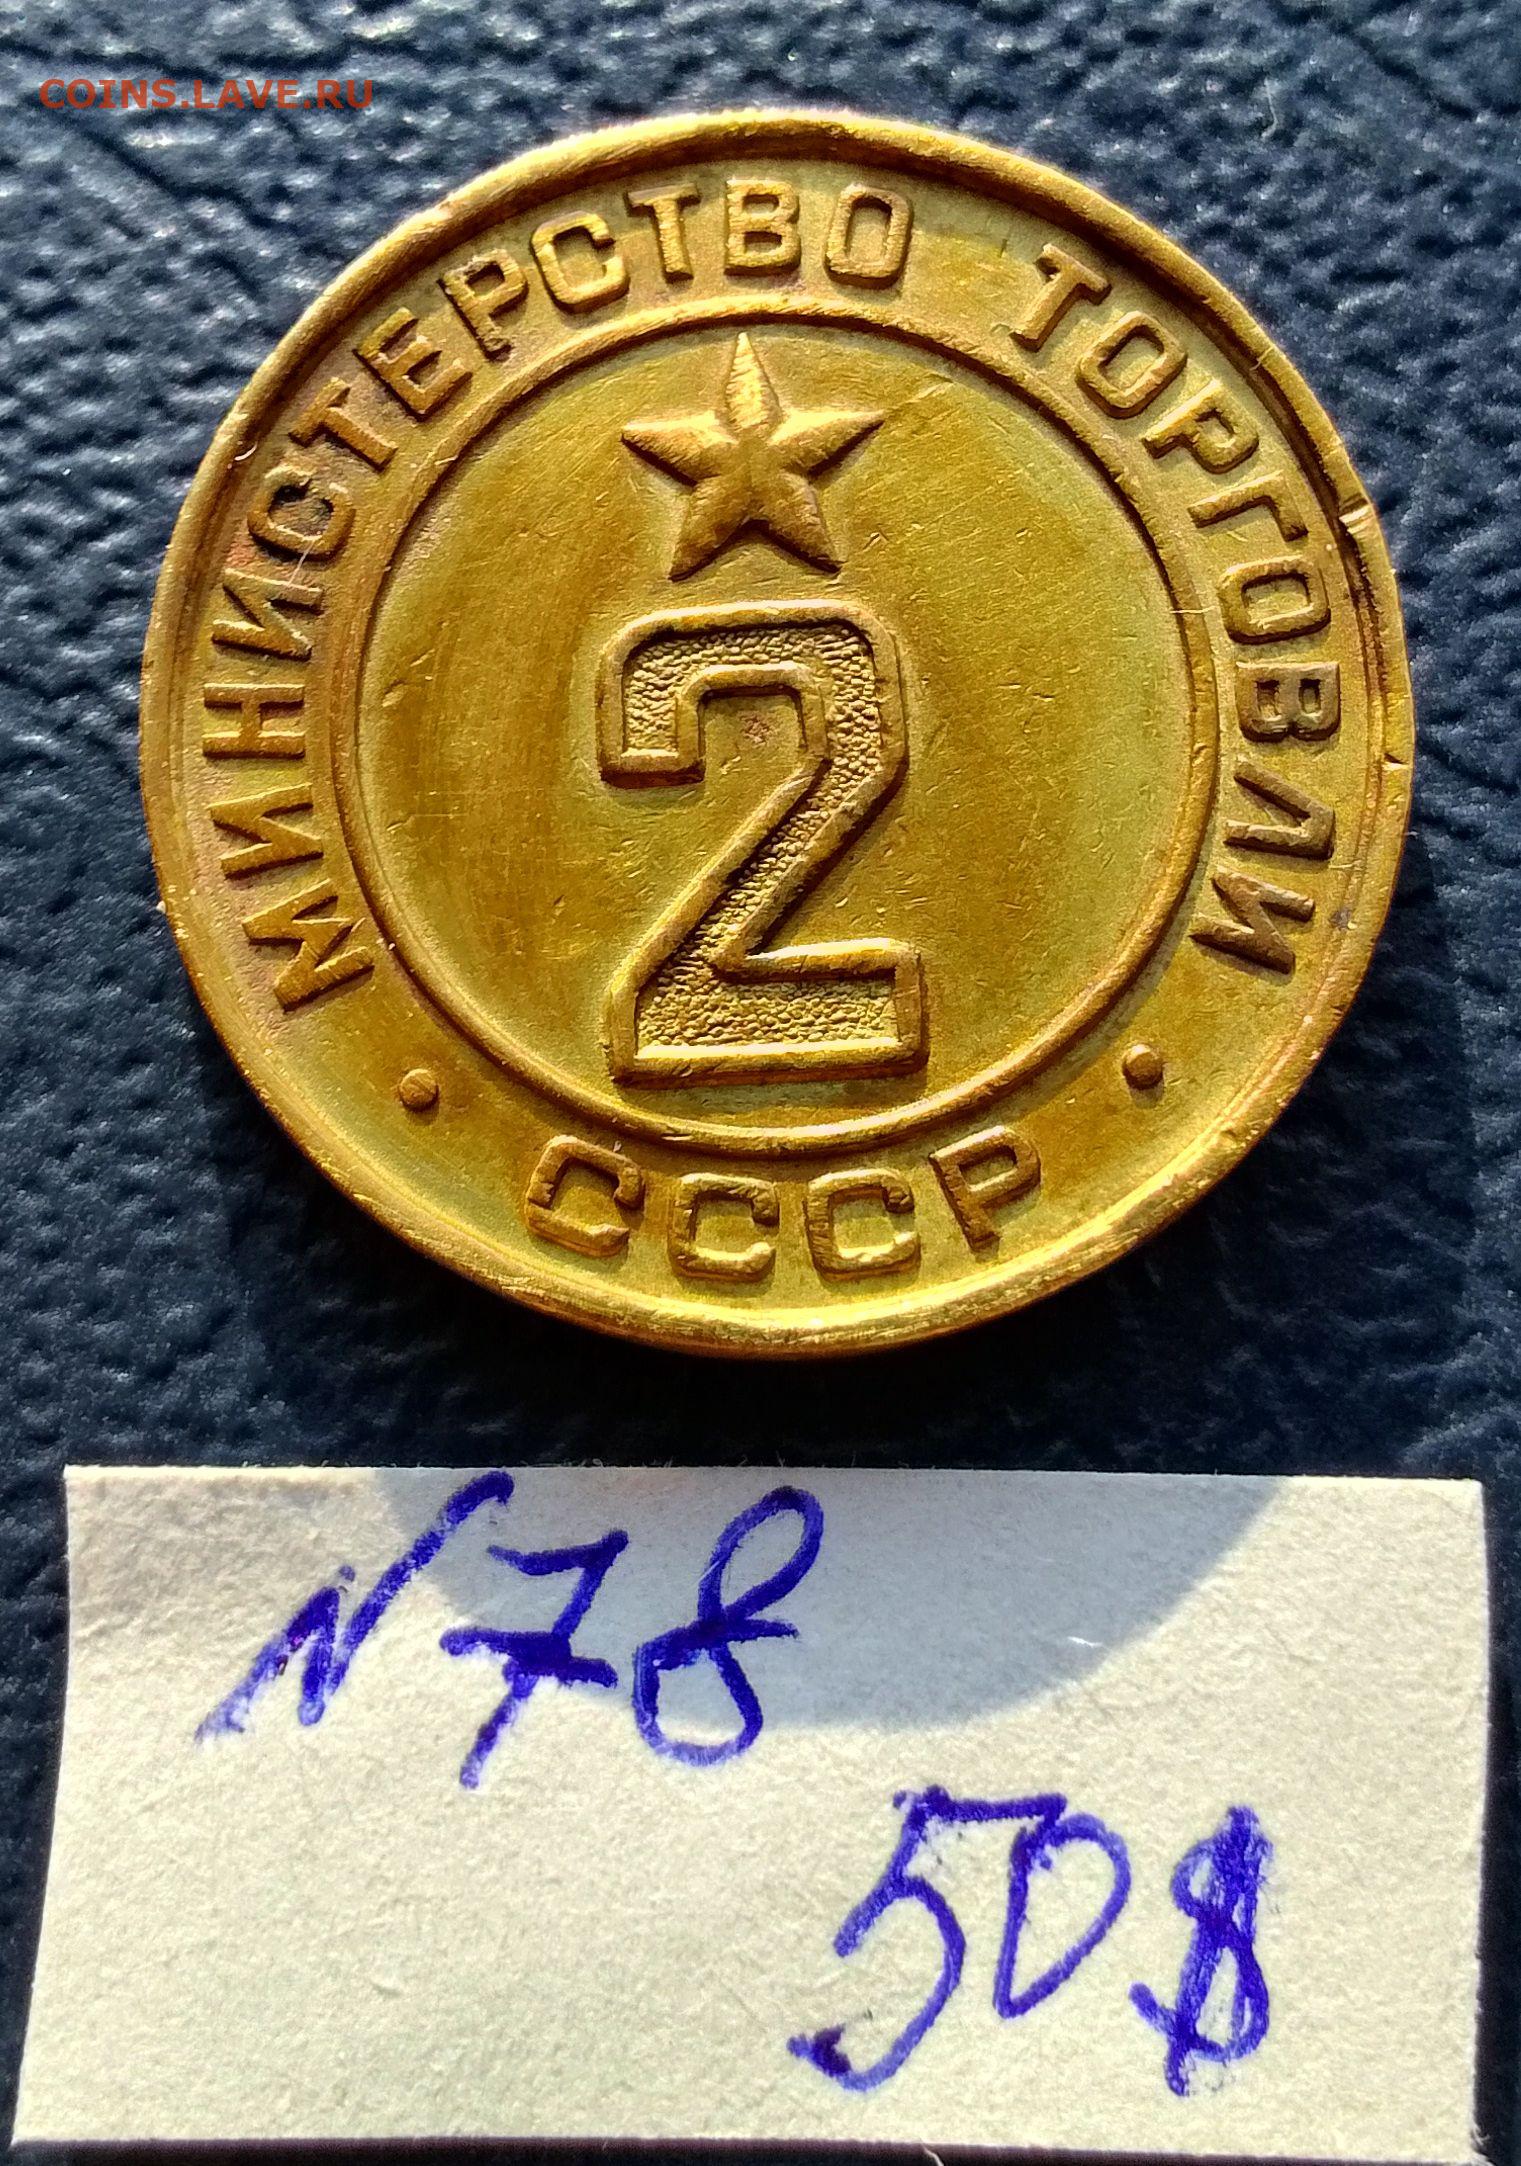 COINS.LAVE.RU
МИНИСТЕРСТВО ТОРГОВЛИ
2
· СССР ·
N78
50$